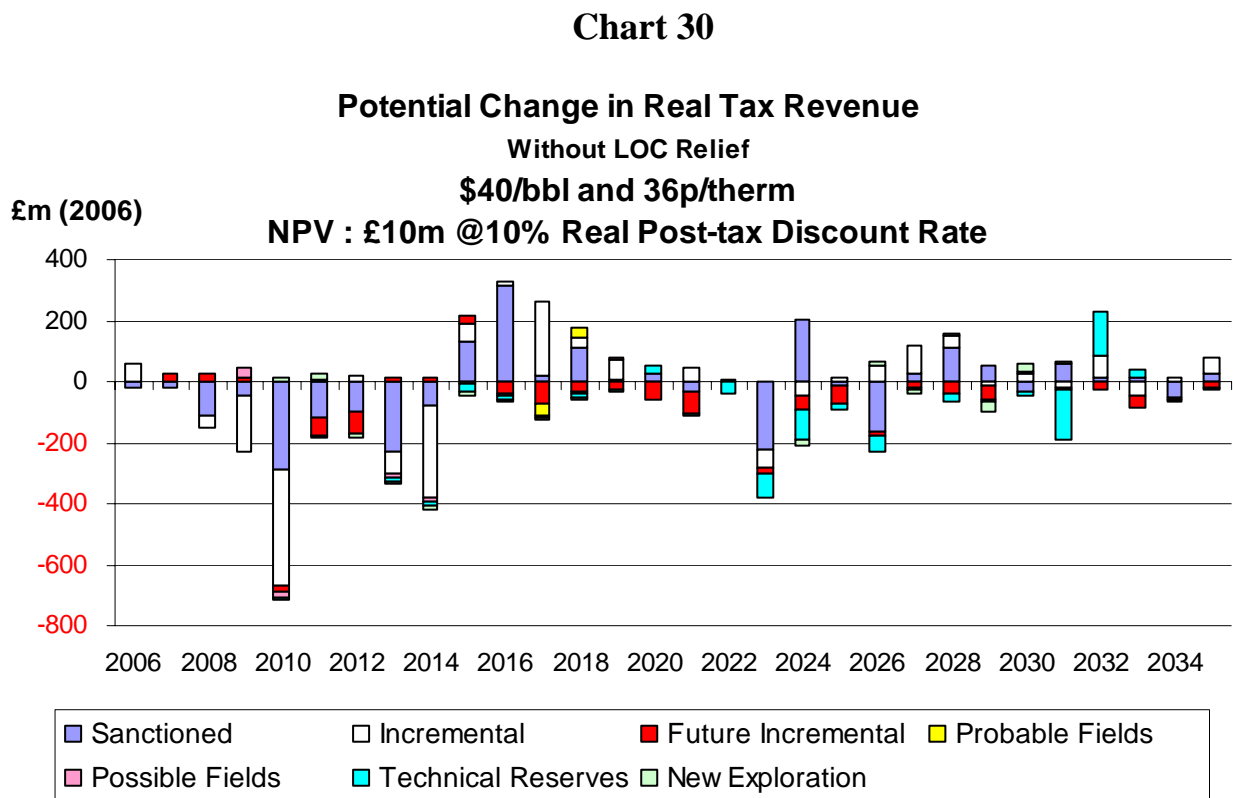 Chart 30
Potential Change in Real Tax Revenue
Without LOC Relief
$40/bbl and 36p/therm
£m (2006)
NPV : £10m @10% Real Post-tax Discount Rate
400
200
0
-200
-400
-600
-800
2006 2008 2010 2012 2014 2016 2018 2020 2022 2024 2026 2028 2030 2032 2034
Sanctioned Incremental Future Incremental Probable Fields
Possible Fields Technical Reserves New Exploration